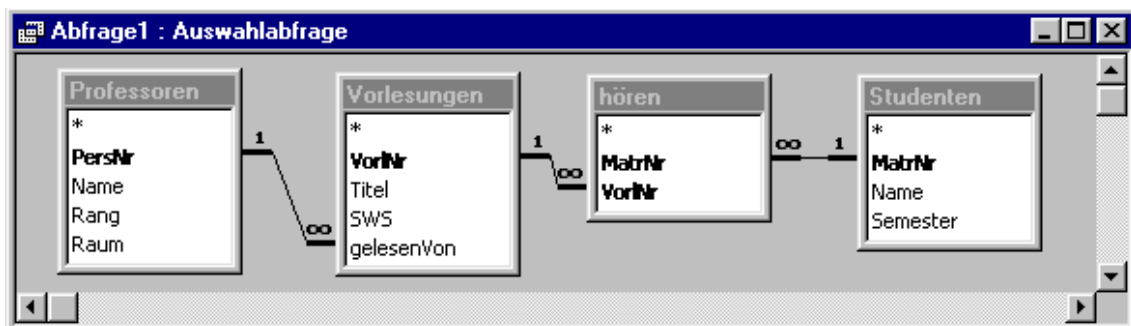 Abfrage1 : Auswahlabfrage
Professoren
*
PersNr
Name
Rang
Raum
1
∞
Vorlesungen
*
VorlNr
Titel
SWS
gelesenVon
1
∞
hören
*
MatrNr
VorlNr
∞ 1
Studenten
*
MatrNr
Name
Semester